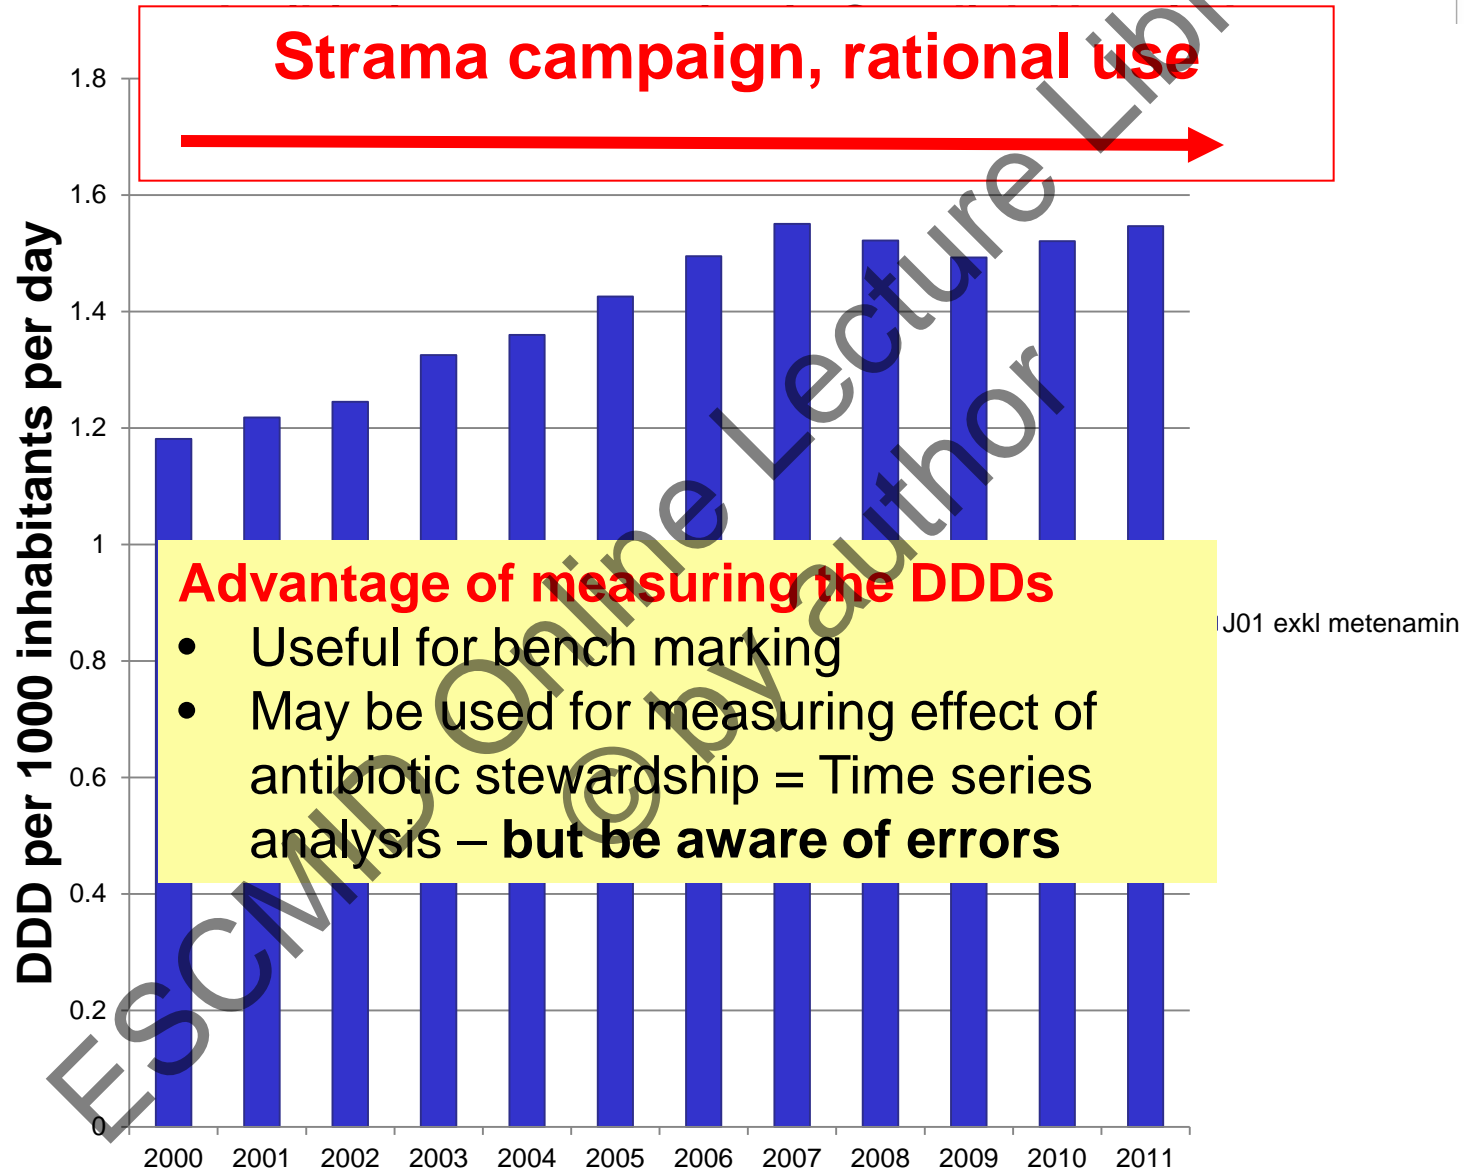 Strama campaign, rational use
DDD per 1000 inhabitants per day
1.8
1.6
1.4
1.2
1
0.8
0.6
0.4
0.2
0
Advantage of measuring the DDDs
• Useful for bench marking
• May be used for measuring effect of
antibiotic stewardship = Time series
analysis – but be aware of errors
J01 exkl metenamin
2000 2001 2002 2003 2004 2005 2006 2007 2008 2009 2010 2011
ESCMID Online Lecture
© by author